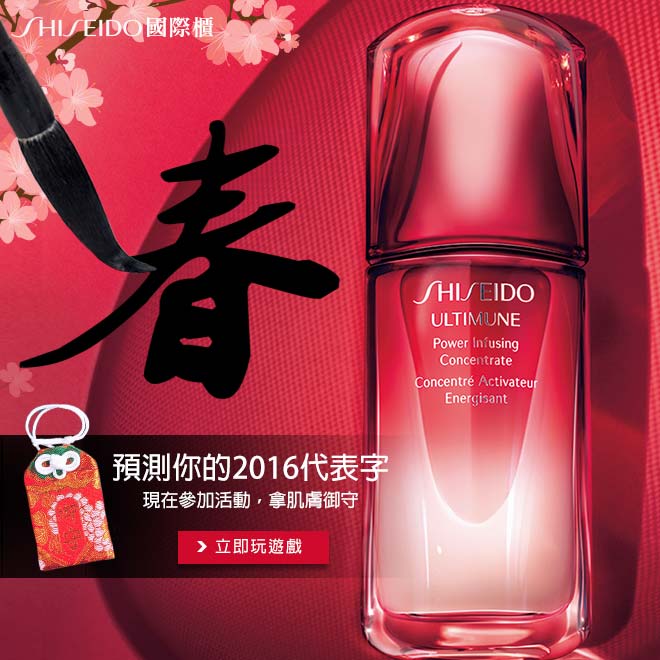 SHISEIDO國際櫃
春
SHISEIDO
ULTIMUNE
Power Infusing
Concentrate
Concentré Activateur
Energisant
預測你的2016代表字
現在參加活動，拿肌膚御守
立即玩遊戲